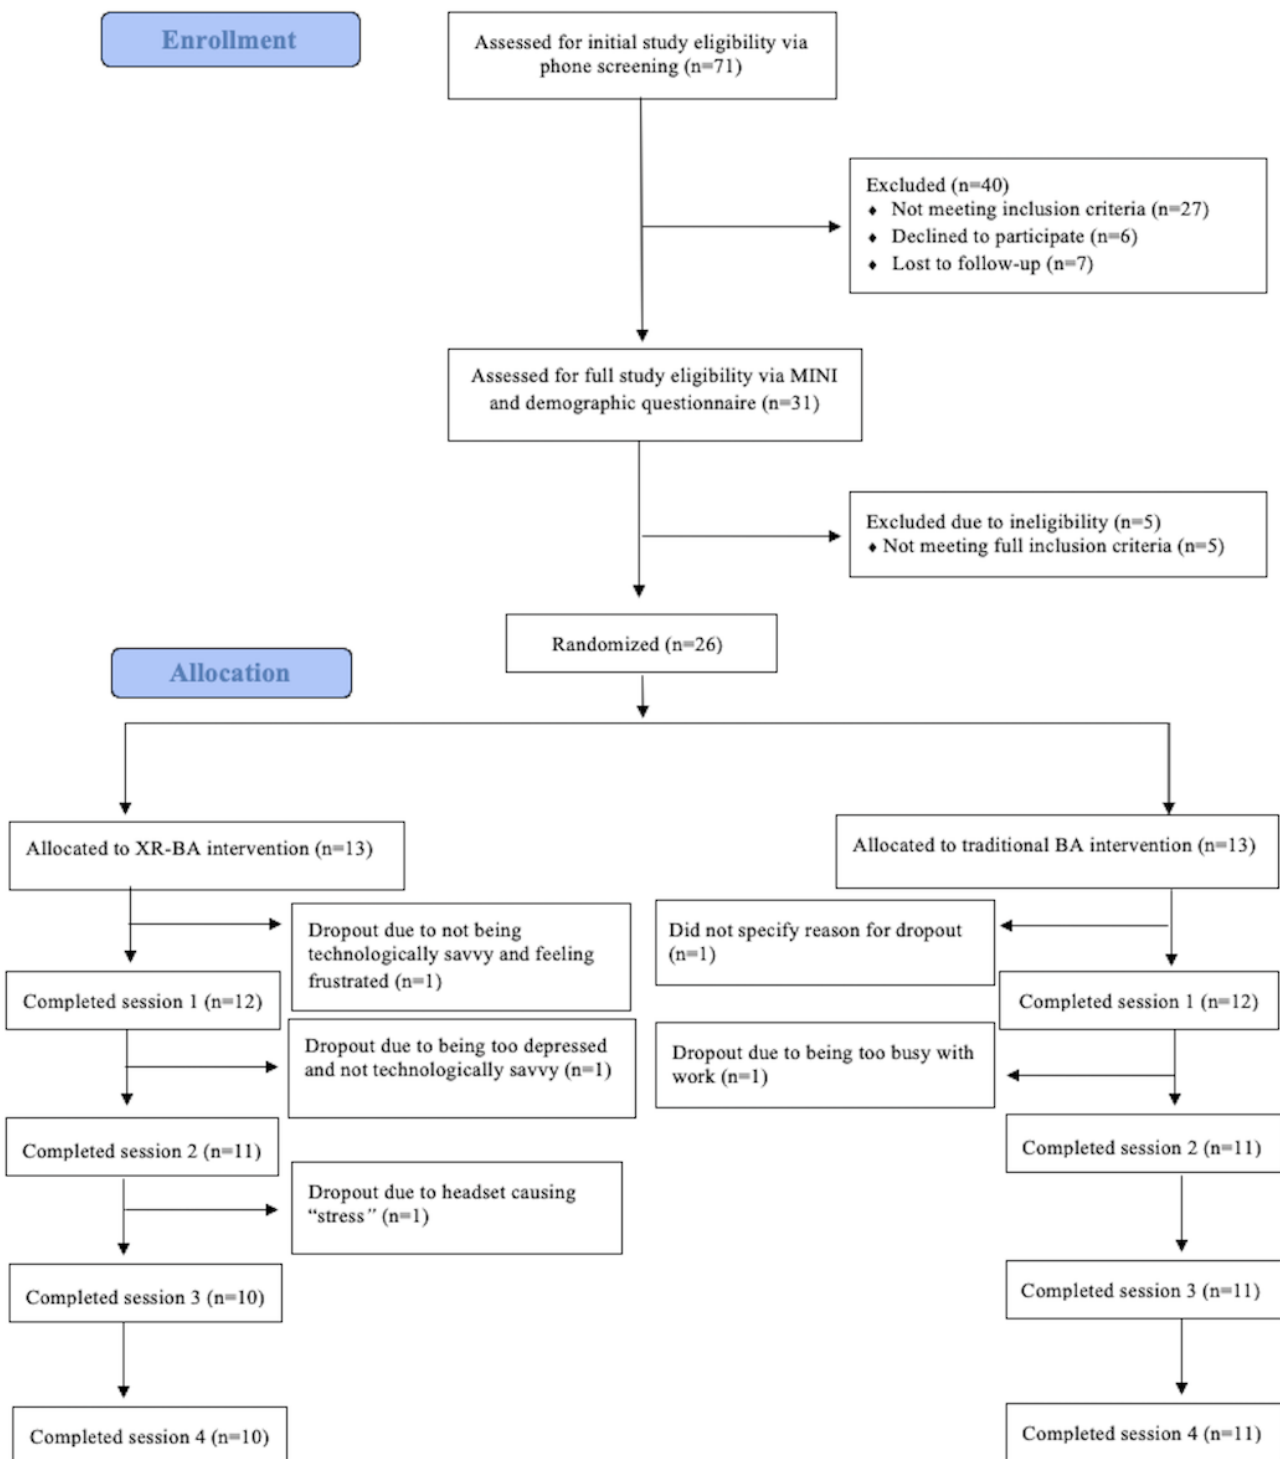 Enrollment
Assessed for initial study eligibility via
phone screening (n=71)
Excluded (n=40)
♦ Not meeting inclusion criteria (n=27)
♦ Declined to participate (n=6)
♦ Lost to follow-up (n=7)
Assessed for full study eligibility via MINI
and demographic questionnaire (n=31)
Excluded due to ineligibility (n=5)
♦ Not meeting full inclusion criteria (n=5)
Randomized (n=26)
Allocation
Allocated to XR-BA intervention (n=13)
Allocated to traditional BA intervention (n=13)
Dropout due to not being
technologically savvy and feeling
frustrated (n=1)
Did not specify reason for dropout
(n=1)
Completed session 1 (n=12)
Completed session 1 (n=12)
Dropout due to being too depressed
and not technologically savvy (n=1)
Dropout due to being too busy with
work (n=1)
Completed session 2 (n=11)
Completed session 2 (n=11)
Dropout due to headset causing
“stress” (n=1)
Completed session 3 (n=10)
Completed session 3 (n=11)
Completed session 4 (n=10)
Completed session 4 (n=11)